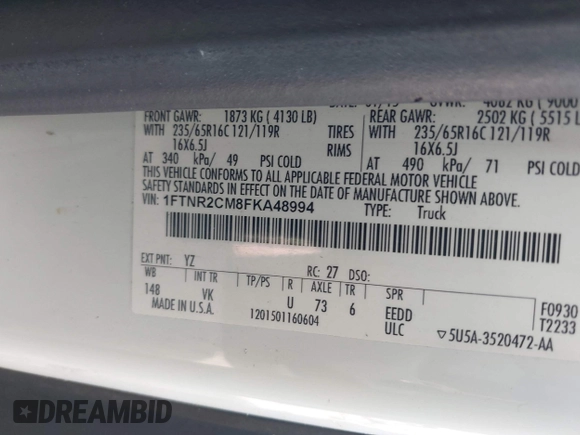 GVWR: 4082 KG ( 9000
FRONT GAWR: 1873 KG ( 4130 LB) REAR GAWR: 2502 KG ( 5515 L
WITH 235/65R16C 121/119R TIRES WITH 235/65R16C 121/119R
16X6.5J RIMS 16X6.5J
AT 340 kPa/ 49 PSI COLD AT 490 kPa/ 71 PSI COLD
THIS VEHICLE CONFORMS TO ALL APPLICABLE FEDERAL MOTOR VEHICLE
SAFETY STANDARDS IN EFFECT ON THE DATE OF MANUFACTURE SHOWN ABOVE.
VIN: 1FTNR2CM8FKA48994 TYPE: Truck
EXT PNT: YZ RC: 27 DSO:
WB INT TR TP/PS R AXLE TR SPR
148 VK U 73 6 EEDD F0930
MADE IN U.S.A. 1201501160604 ULC T2233
▽5U5A-3520472-AA
DREAMBID